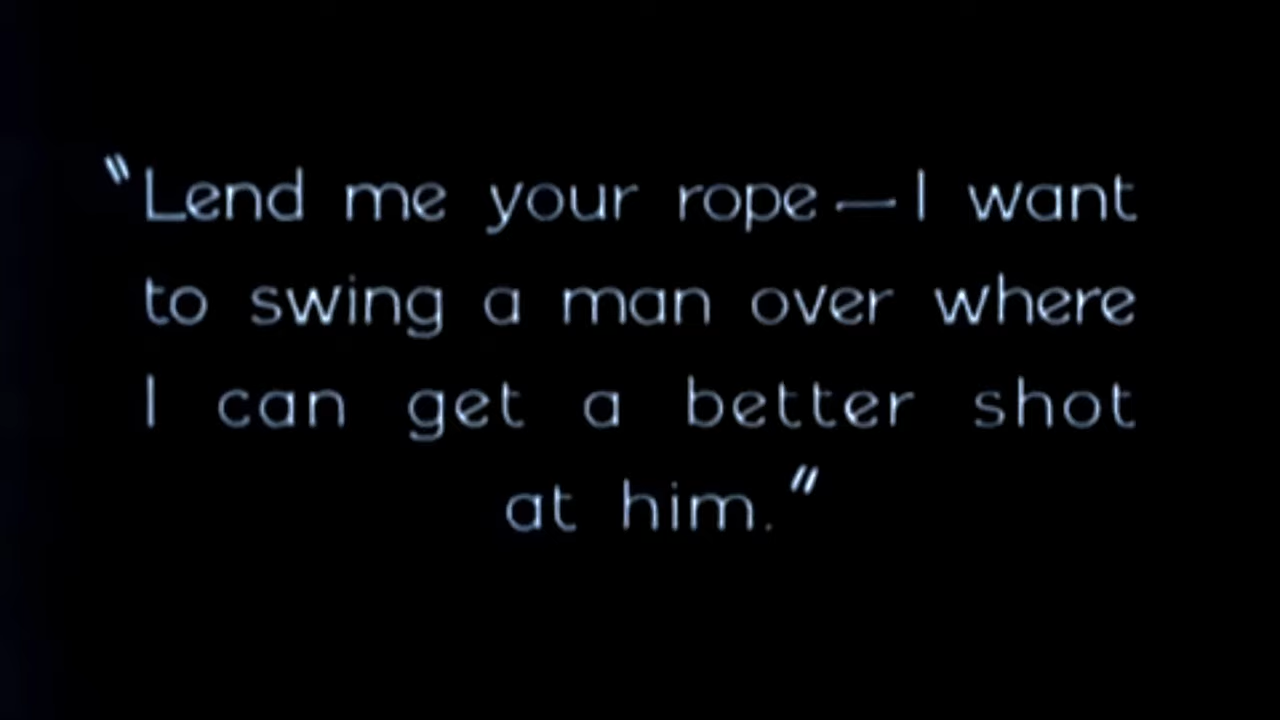 "Lend me your rope — I want
to swing a man over where
I can get a better shot
at him."